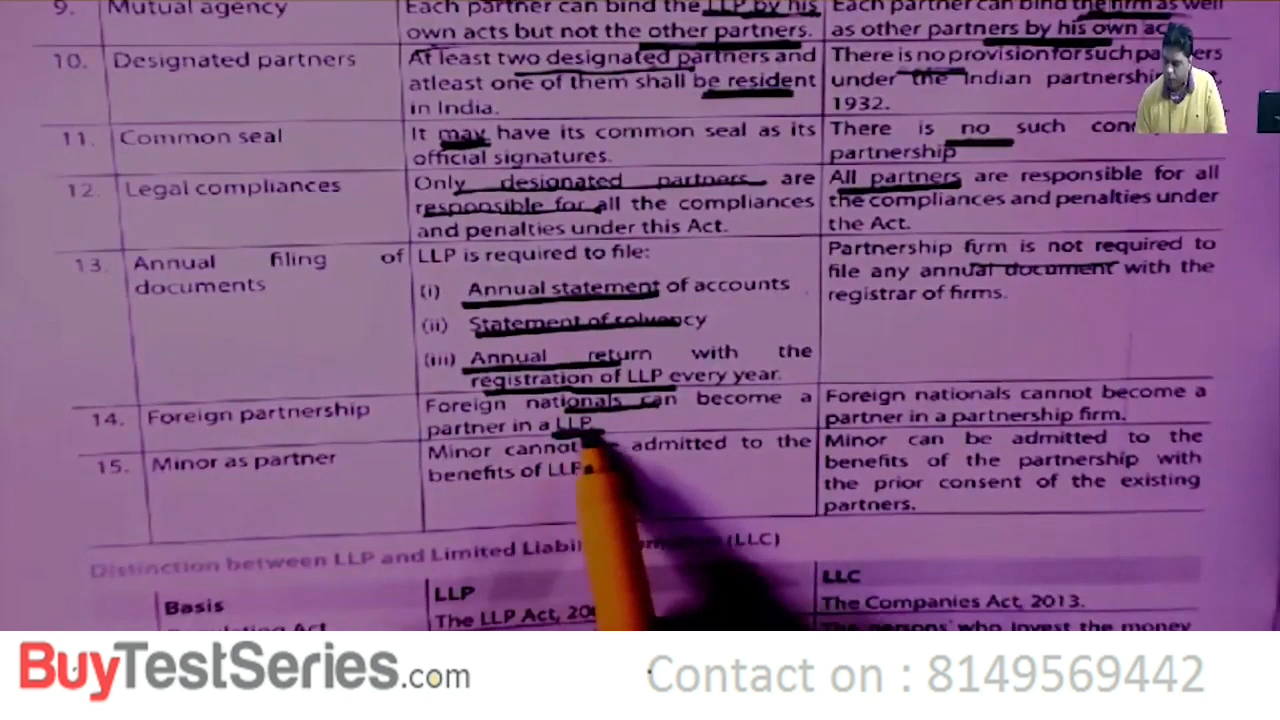 9. Mutual agency Each partner can bind the LLP by his Each partner can bind the firm as well
own acts but not the other partners. as other partners by his own
10. Designated partners At least two designated partners and There is no provision for such
atleast one of them shall be resident under the Indian
in India. 1932.
11. Common seal It may have its common seal as its There is no such
official signatures. partnership
12. Legal compliances Only designated partners are All partners are responsible for all
responsible for all the compliances the compliances and penalties under
and penalties under this Act. the Act.
13. Annual filing of LLP is required to file: Partnership firm is not required to
documents file any annual document with the
(i) Annual statement of accounts registrar of firms.
(ii) Statement of solvency
(iii) Annual return with the
registration of LLP every year.
14. Foreign partnership Foreign nationals can become a Foreign nationals cannot become a
partner in a LLP. partner in a partnership firm.
15. Minor as partner Minor cannot admitted to the Minor can be admitted to the
benefits of LLP. benefits of the partnership with
the prior consent of the existing
partners.
Distinction between LLP and Limited (LLC)
Basis LLP LLC
The LLP Act, The Companies Act, 2013.
Act The persons who invest the money
BuyTestSeries.com Contact on : 8149569442